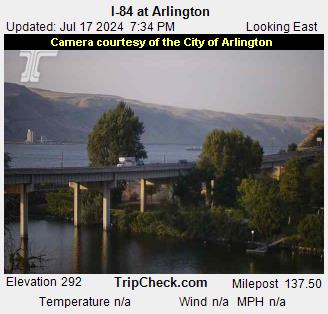 I-84 at Arlington
Updated: Jul 17 2024 7:34 PM Looking East
Camera courtesy of the City of Arlington
Elevation 292 TripCheck.com Milepost 137.50
Temperature n/a Wind n/a MPH n/a